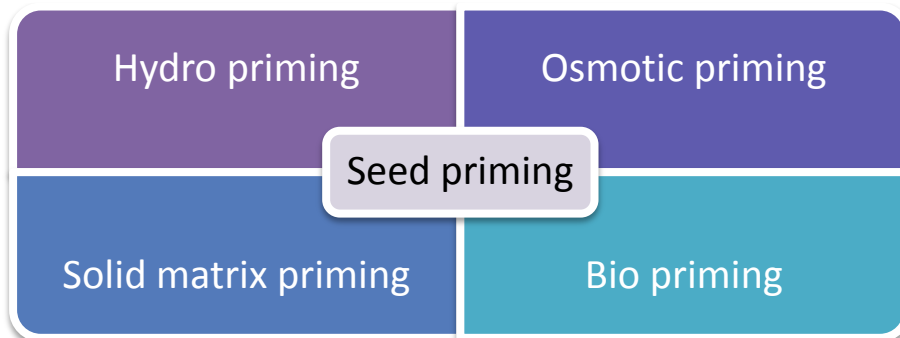 Hydro priming
Osmotic priming
Seed priming
Solid matrix priming
Bio priming